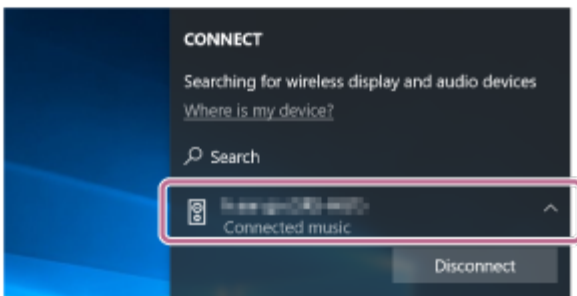 CONNECT
Searching for wireless display and audio devices
Where is my device?
Search
Connected music
Disconnect